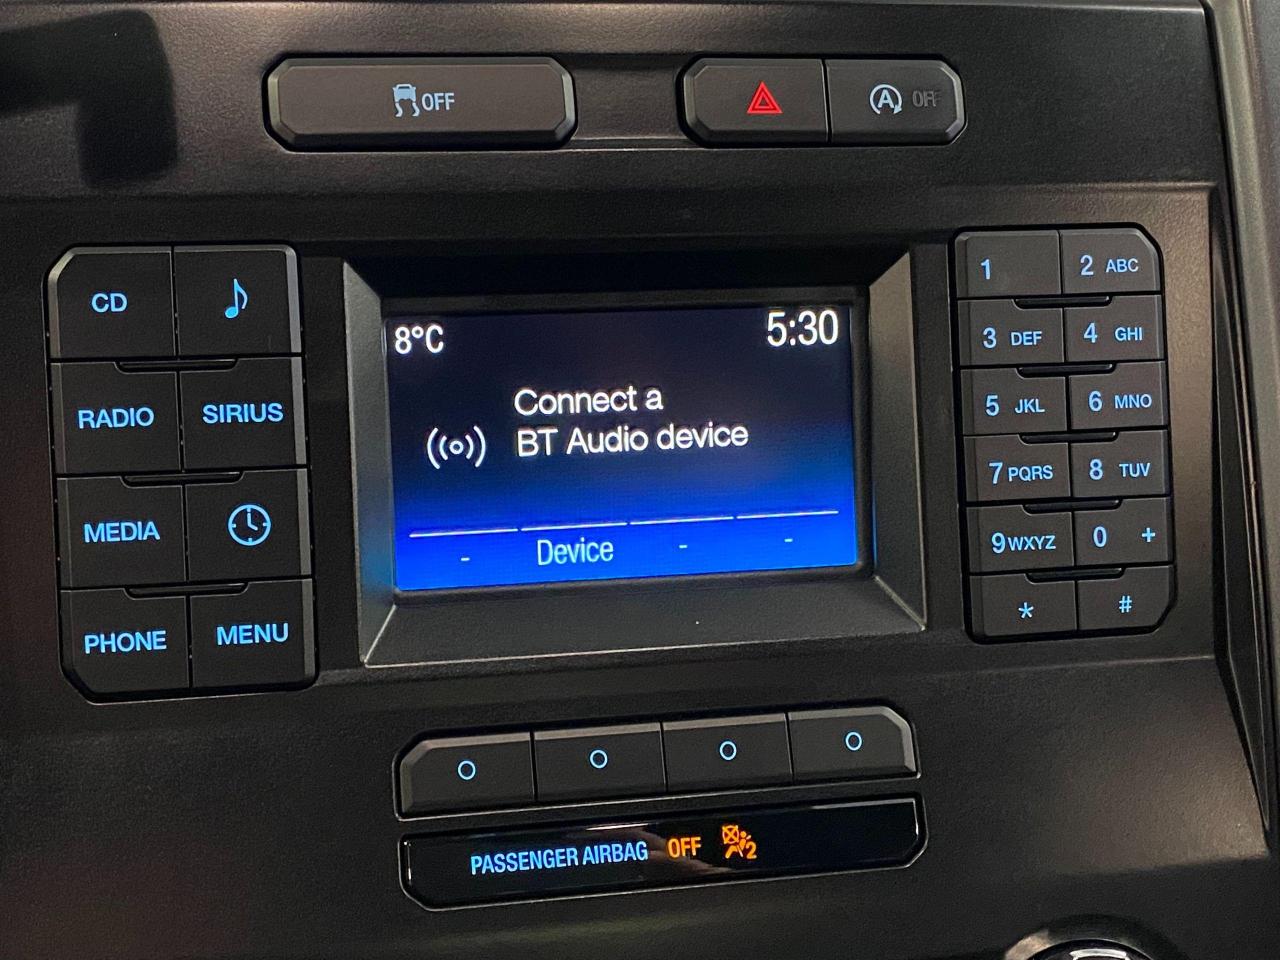 OFF
A OFF
CD
RADIO SIRIUS
MEDIA
PHONE MENU
8°C 5:30
Connect a
BT Audio device
- Device - -
1 2 ABC
3 DEF 4 GHI
5 JKL 6 MNO
7 PQRS 8 TUV
9 WXYZ 0 +
* #
PASSENGER AIRBAG OFF 2